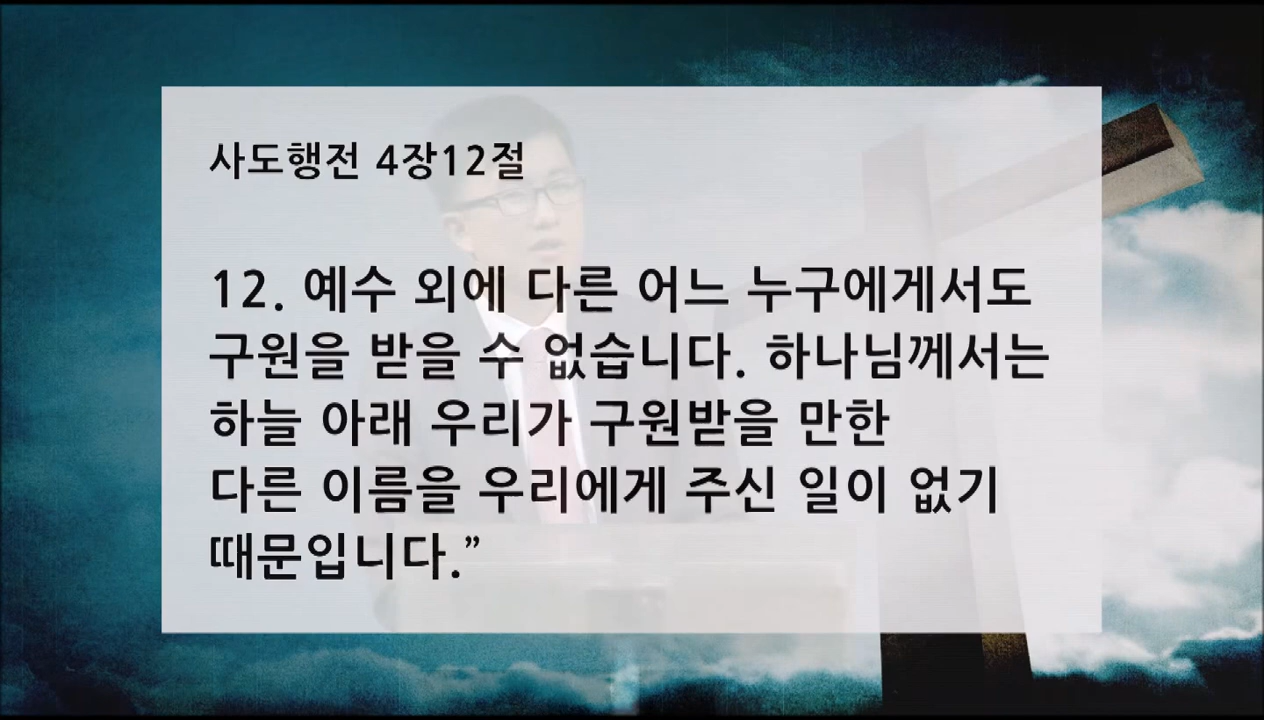 사도행전 4장12절
12. 예수 외에 다른 어느 누구에게서도
구원을 받을 수 없습니다. 하나님께서는
하늘 아래 우리가 구원받을 만한
다른 이름을 우리에게 주신 일이 없기
때문입니다.”